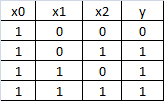 x0 x1 x2 y
1 0 0 0
1 0 1 1
1 1 0 1
1 1 1 1